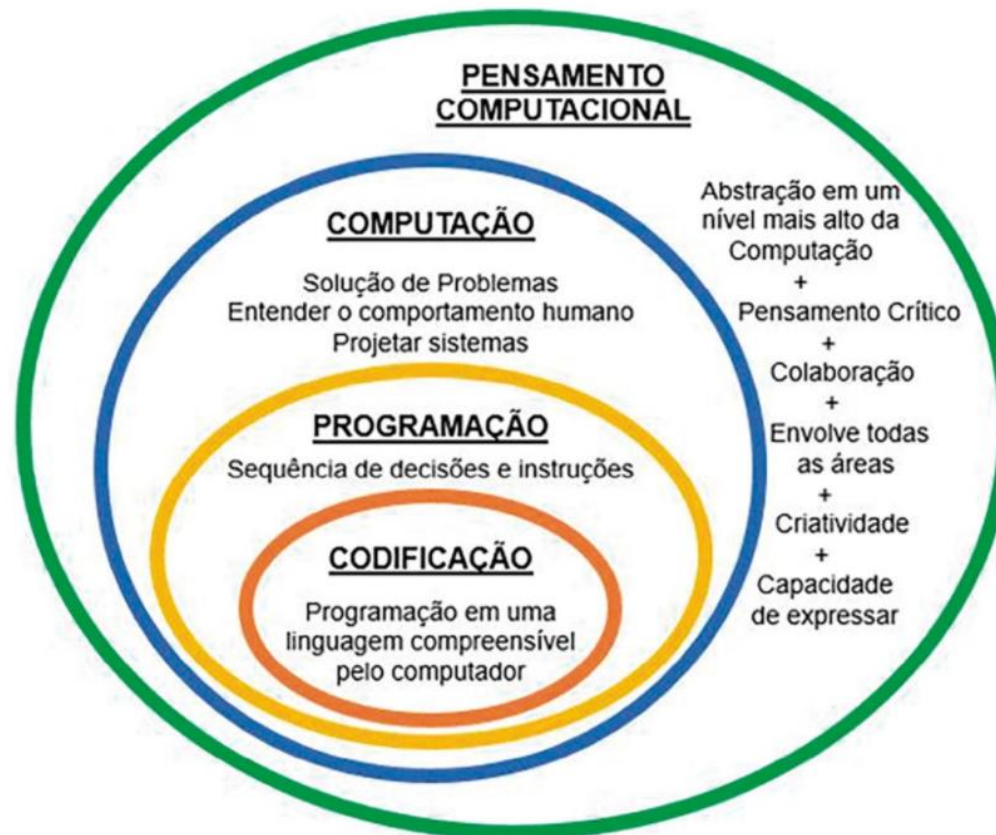 PENSAMENTO
COMPUTACIONAL
COMPUTAÇÃO
Solução de Problemas
Entender o comportamento humano
Projetar sistemas
PROGRAMAÇÃO
Sequência de decisões e instruções
CODIFICAÇÃO
Programação em uma
linguagem compreensível
pelo computador
Abstração em um
nível mais alto da
Computação
+
Pensamento Crítico
+
Colaboração
+
Envolve todas
as áreas
+
Criatividade
+
Capacidade
de expressar